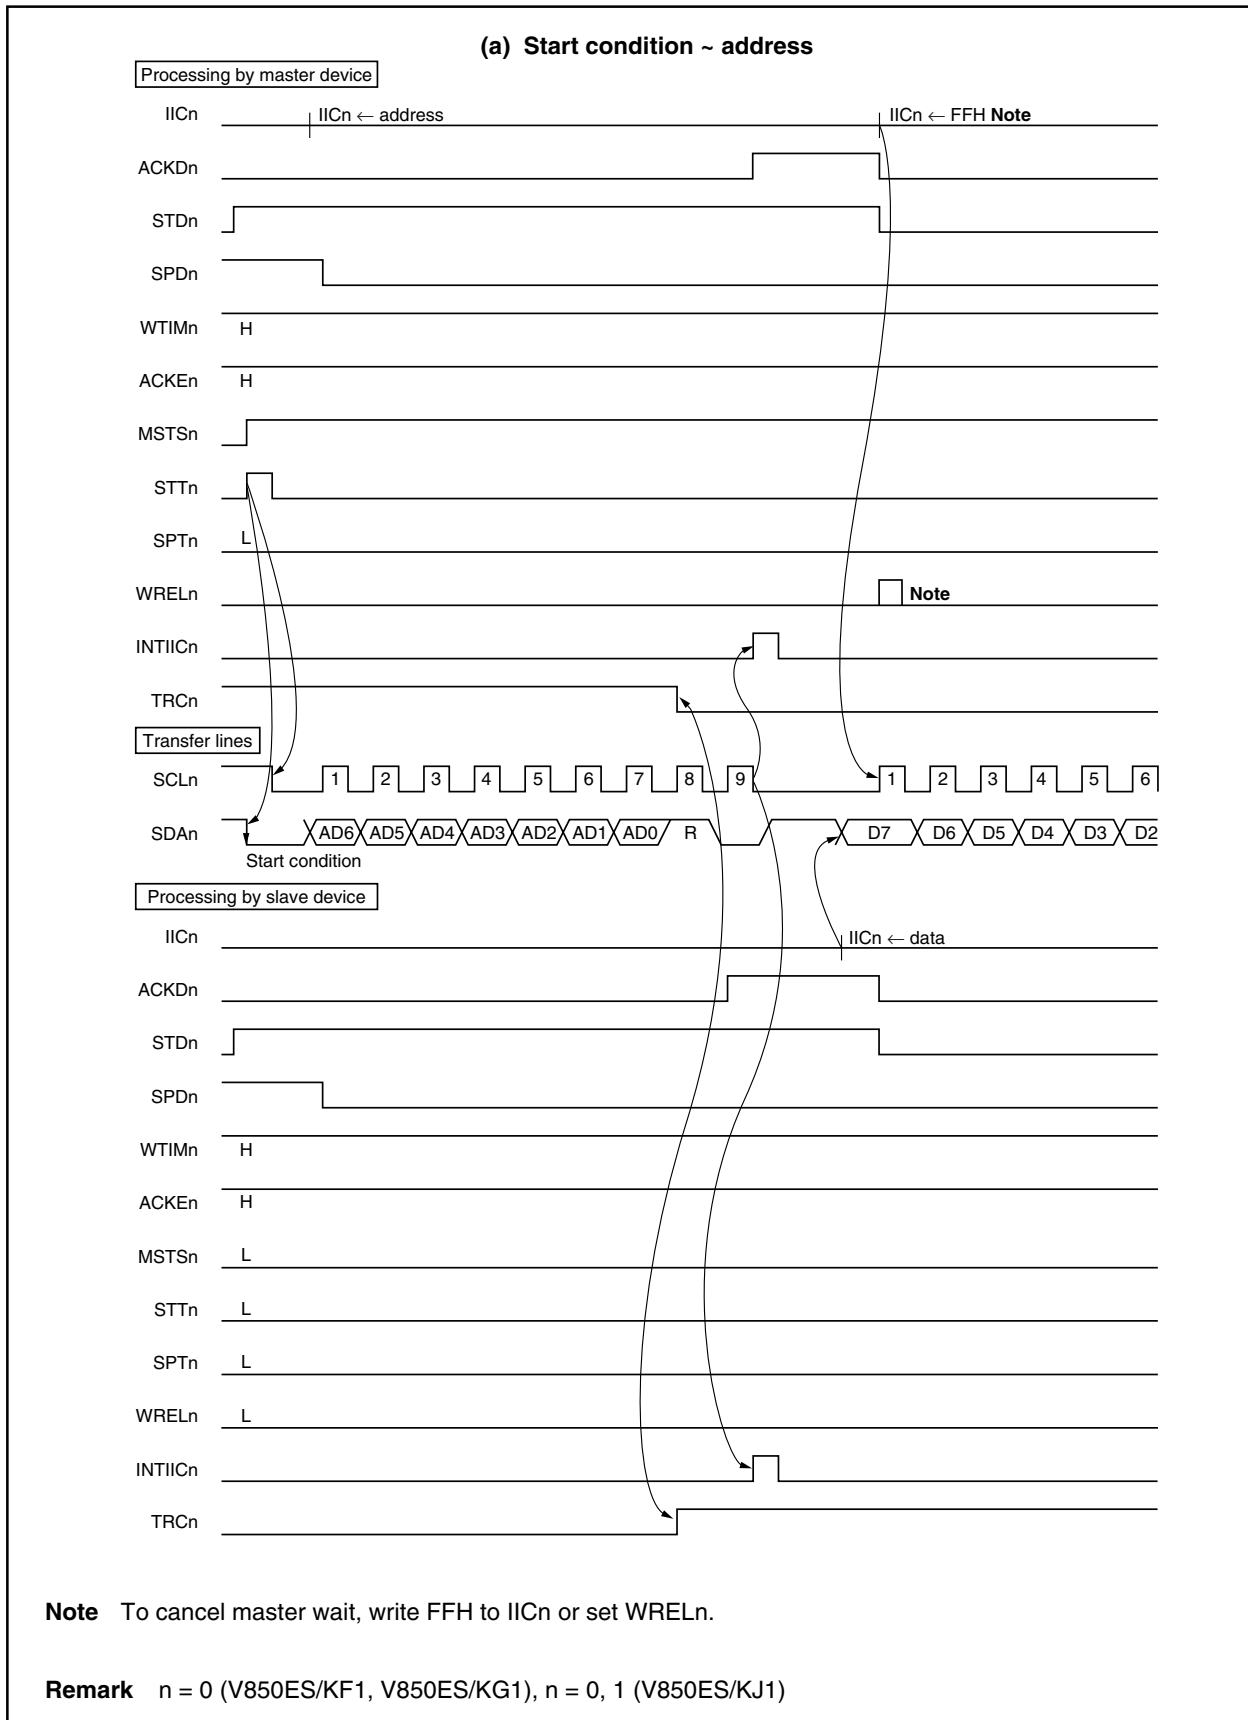 (a) Start condition ~ address
Processing by master device
IICn
IICn ← address
IICn ← FFH Note
ACKDn
STDn
SPDn
WTIMn
H
ACKEn
H
MSTSn
STTn
SPTn
L
WRELn
Note
INTIICn
TRCn
Transfer lines
SCLn
1 2 3 4 5 6 7 8 9 1 2 3 4 5 6
SDAn
AD6 AD5 AD4 AD3 AD2 AD1 AD0 R D7 D6 D5 D4 D3 D2
Start condition
Processing by slave device
IICn
IICn ← data
ACKDn
STDn
SPDn
WTIMn
H
ACKEn
H
MSTSn
L
STTn
L
SPTn
L
WRELn
L
INTIICn
TRCn
Note To cancel master wait, write FFH to IICn or set WRELn.
Remark n = 0 (V850ES/KF1, V850ES/KG1), n = 0, 1 (V850ES/KJ1)